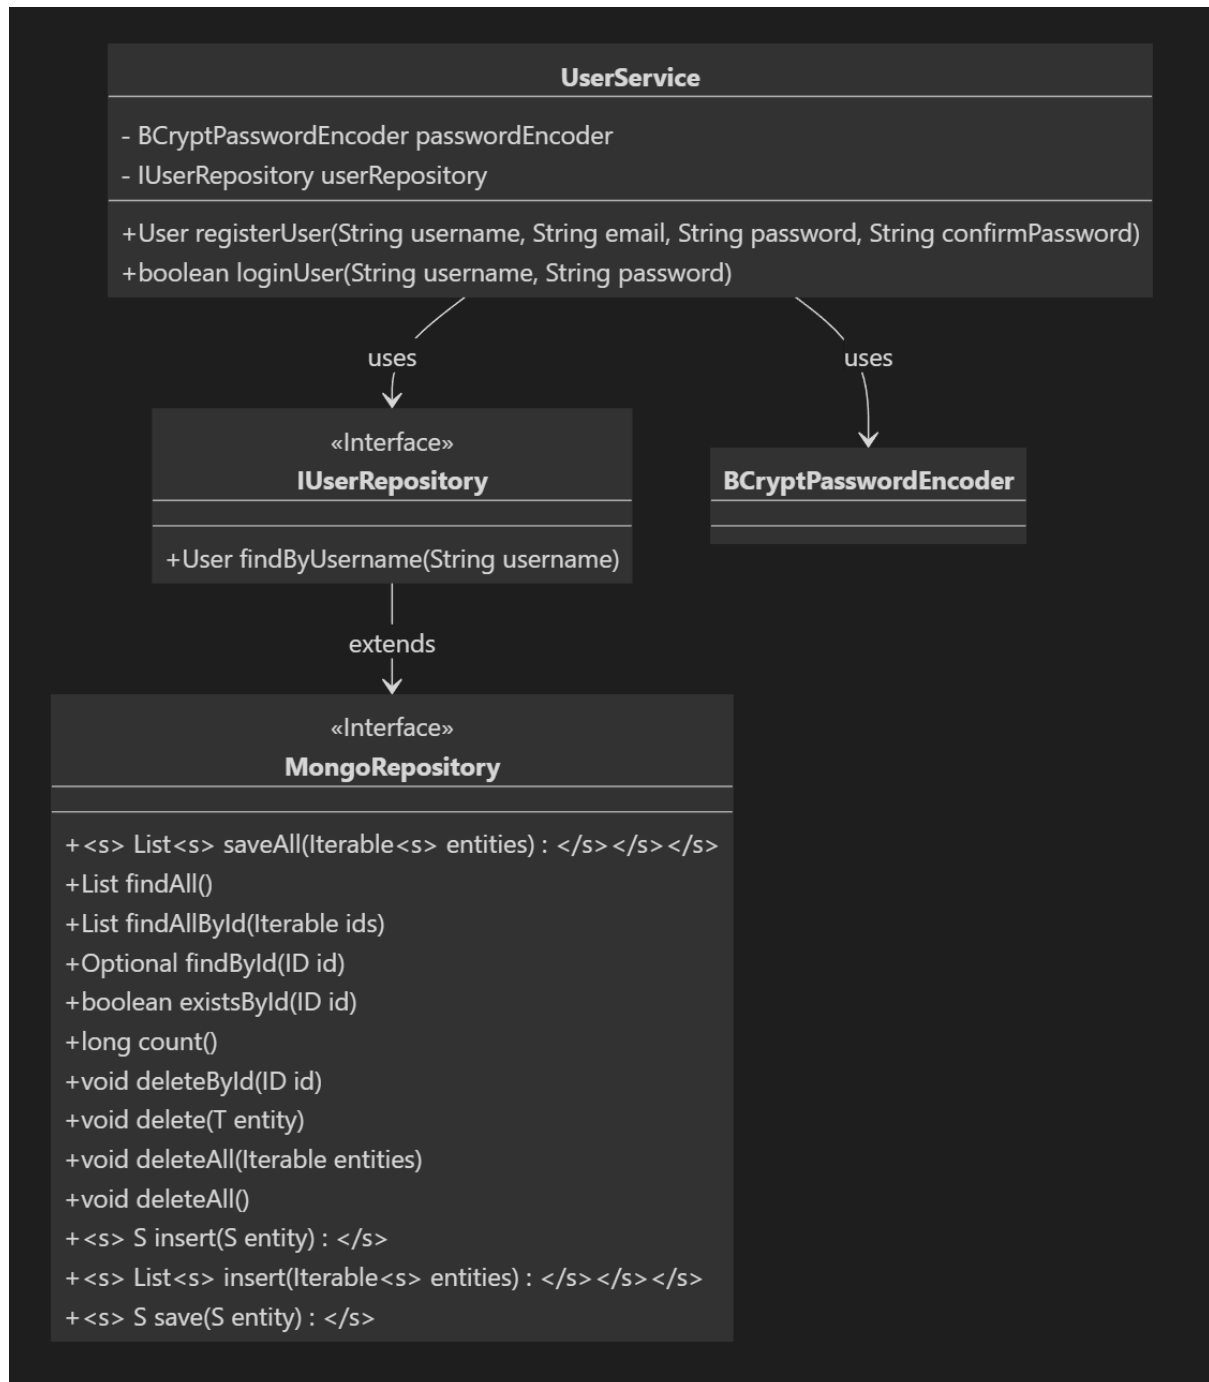 UserService
- BCryptPasswordEncoder passwordEncoder
- IUserRepository userRepository
+User registerUser(String username, String email, String password, String confirmPassword)
+boolean loginUser(String username, String password)
uses
uses
«Interface»
IUserRepository
+User findByUsername(String username)
BCryptPasswordEncoder
extends
«Interface»
MongoRepository
+<s> List<s> saveAll(Iterable<s> entities) : </s></s></s>
+List findAll()
+List findAllById(Iterable ids)
+Optional findById(ID id)
+boolean existsById(ID id)
+long count()
+void deleteById(ID id)
+void delete(T entity)
+void deleteAll(Iterable entities)
+void deleteAll()
+<s> S insert(S entity) : </s>
+<s> List<s> insert(Iterable<s> entities) : </s></s></s>
+<s> S save(S entity) : </s>